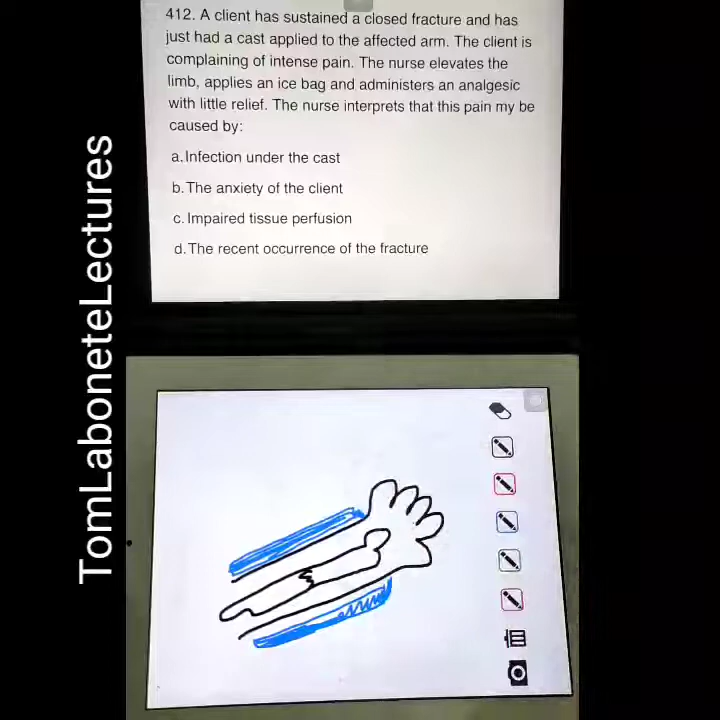 412. A client has sustained a closed fracture and has
just had a cast applied to the affected arm. The client is
complaining of intense pain. The nurse elevates the
limb, applies an ice bag and administers an analgesic
with little relief. The nurse interprets that this pain my be
caused by:
a. Infection under the cast
b. The anxiety of the client
c. Impaired tissue perfusion
d. The recent occurrence of the fracture
TomLaboneteLectures